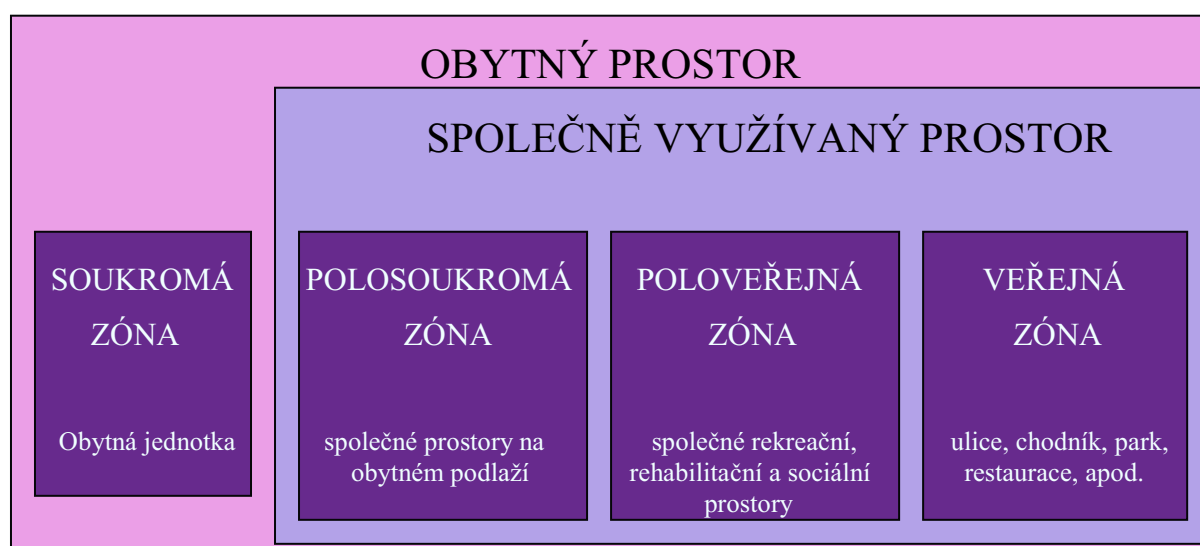 OBYTNÝ PROSTOR
SPOLEČNĚ VYUŽÍVANÝ PROSTOR
SOUKROMÁ
ZÓNA
Obytná jednotka
POLOSOUKROMÁ
ZÓNA
společné prostory na
obytném podlaží
POLOVEŘEJNÁ
ZÓNA
společné rekreační,
rehabilitační a sociální
prostory
VEŘEJNÁ
ZÓNA
ulice, chodník, park,
restaurace, apod.